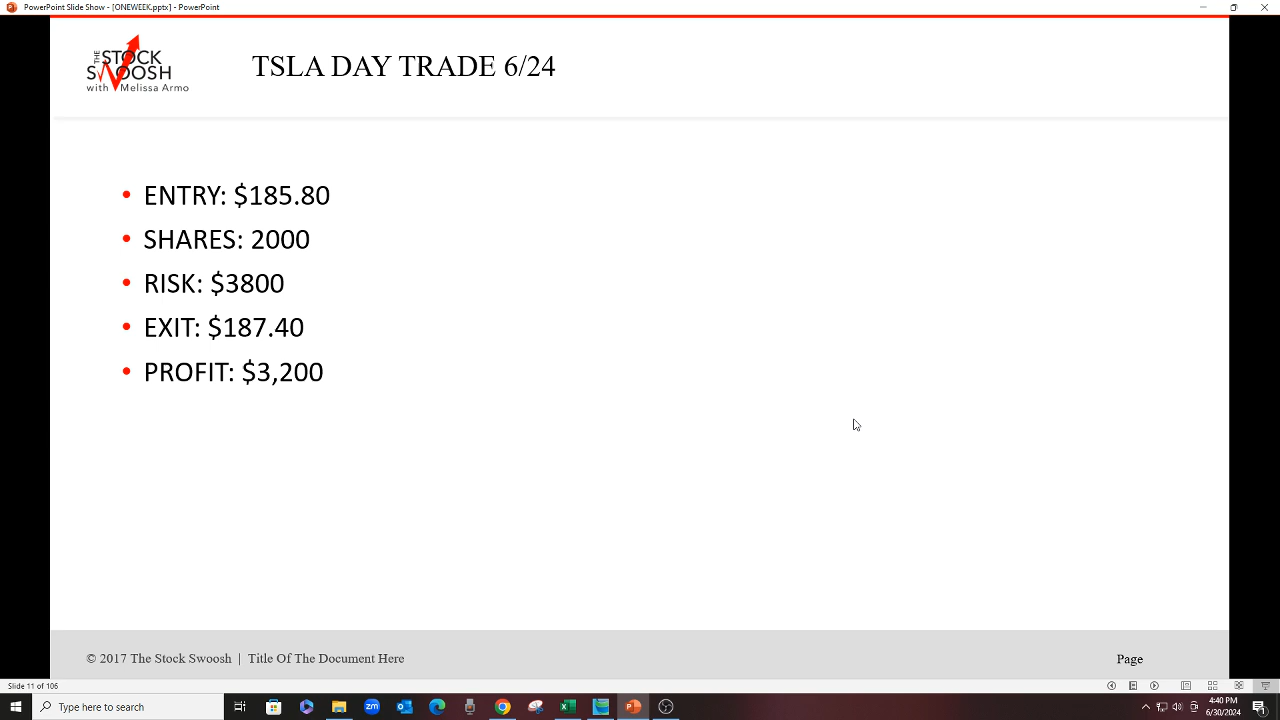 PowerPoint Slide Show - [ONEWEEK.pptx] - PowerPoint
THE STOCK
SWOOSH
with Melissa Armo
TSLA DAY TRADE 6/24
• ENTRY: $185.80
• SHARES: 2000
• RISK: $3800
• EXIT: $187.40
• PROFIT: $3,200
© 2017 The Stock Swoosh | Title Of The Document Here
Page
Slide 11 of 106
Type here to search
4:40 PM
6/30/2024